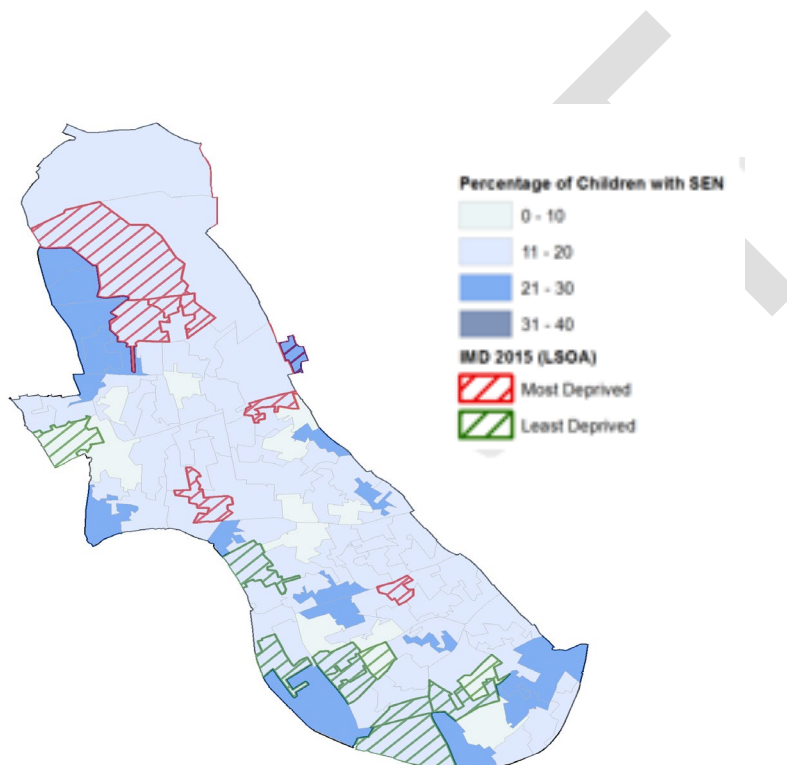 Percentage of Children with SEN
0 - 10
11 - 20
21 - 30
31 - 40
IMD 2015 (LSOA)
Most Deprived
Least Deprived